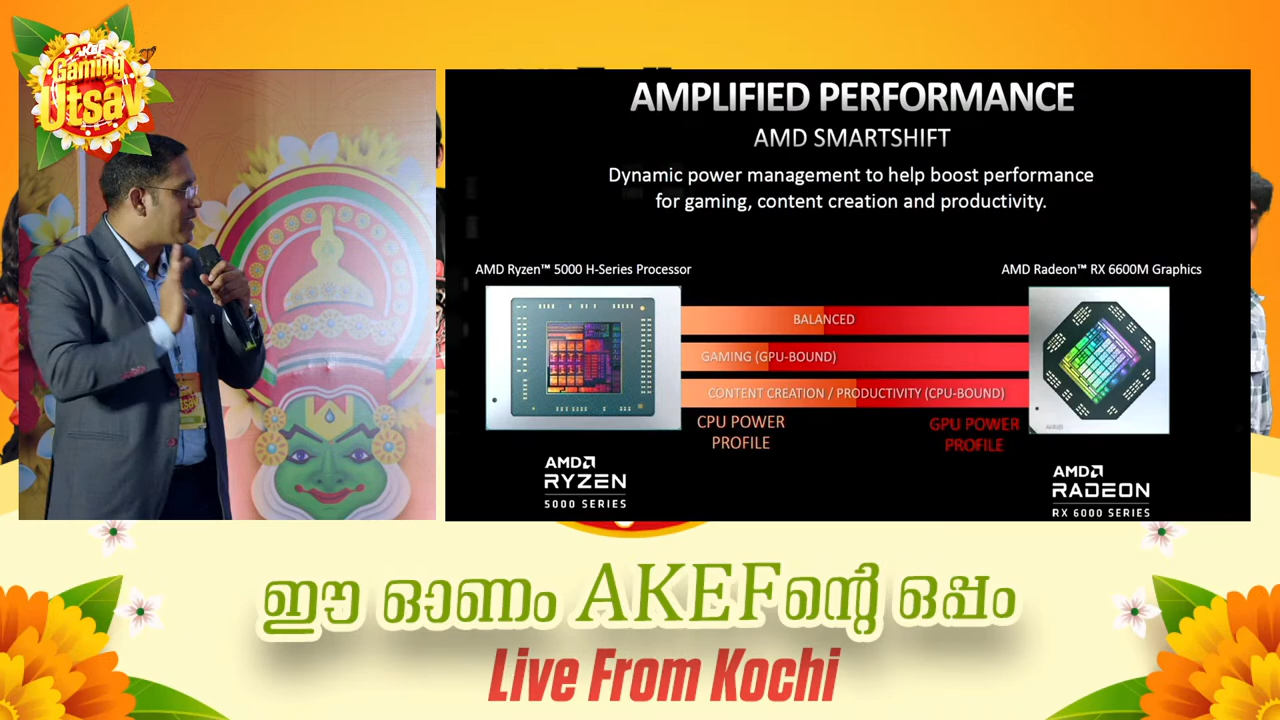 AKEF
Gaming
Utsav
AMPLIFIED PERFORMANCE
AMD SMARTSHIFT
Dynamic power management to help boost performance
for gaming, content creation and productivity.
AMD Ryzen™ 5000 H-Series Processor
AMD Radeon™ RX 6600M Graphics
BALANCED
GAMING (GPU-BOUND)
CONTENT CREATION / PRODUCTIVITY (CPU-BOUND)
CPU POWER
PROFILE
GPU POWER
PROFILE
AMD
RYZEN
5000 SERIES
AMD
RADEON
RX 6000 SERIES
ഈ ഓണം AKEFന്റെ ഒപ്പം
Live From Kochi